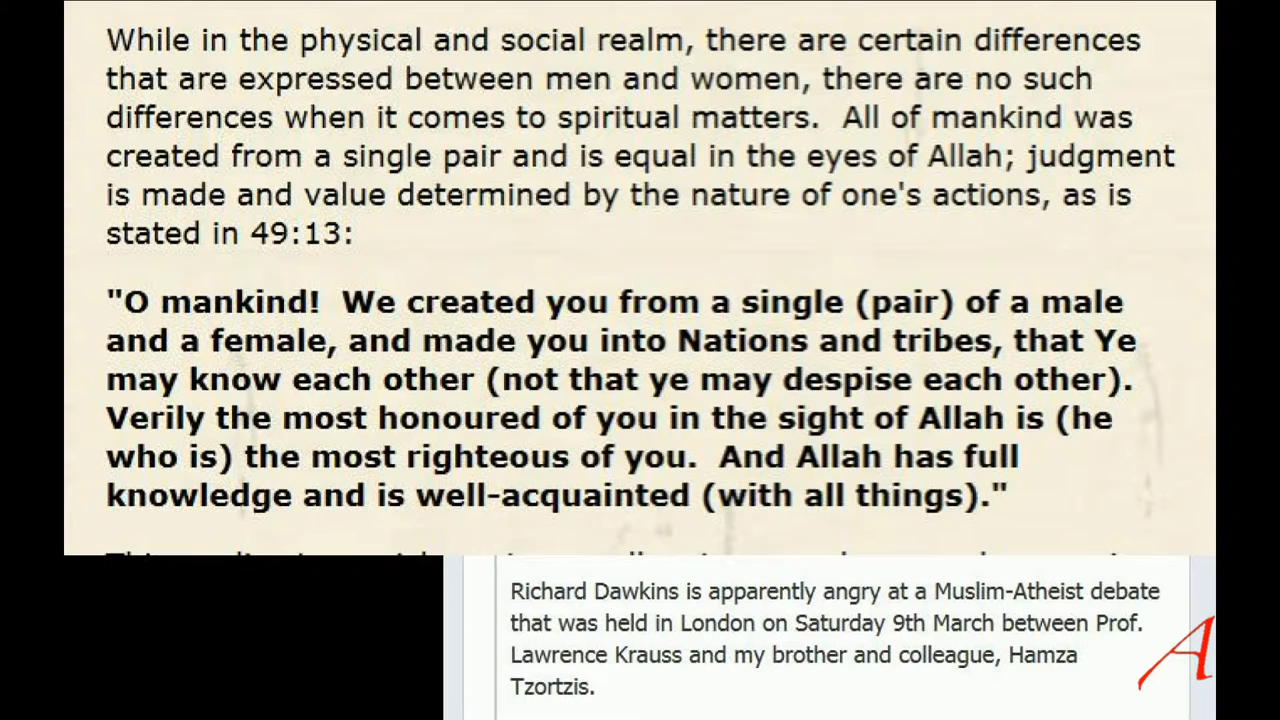 While in the physical and social realm, there are certain differences
that are expressed between men and women, there are no such
differences when it comes to spiritual matters.  All of mankind was
created from a single pair and is equal in the eyes of Allah; judgment
is made and value determined by the nature of one's actions, as is
stated in 49:13:
"O mankind!  We created you from a single (pair) of a male
and a female, and made you into Nations and tribes, that Ye
may know each other (not that ye may despise each other).
Verily the most honoured of you in the sight of Allah is (he
who is) the most righteous of you.  And Allah has full
knowledge and is well-acquainted (with all things)."
Richard Dawkins is apparently angry at a Muslim-Atheist debate
that was held in London on Saturday 9th March between Prof.
Lawrence Krauss and my brother and colleague, Hamza
Tzortzis.
A